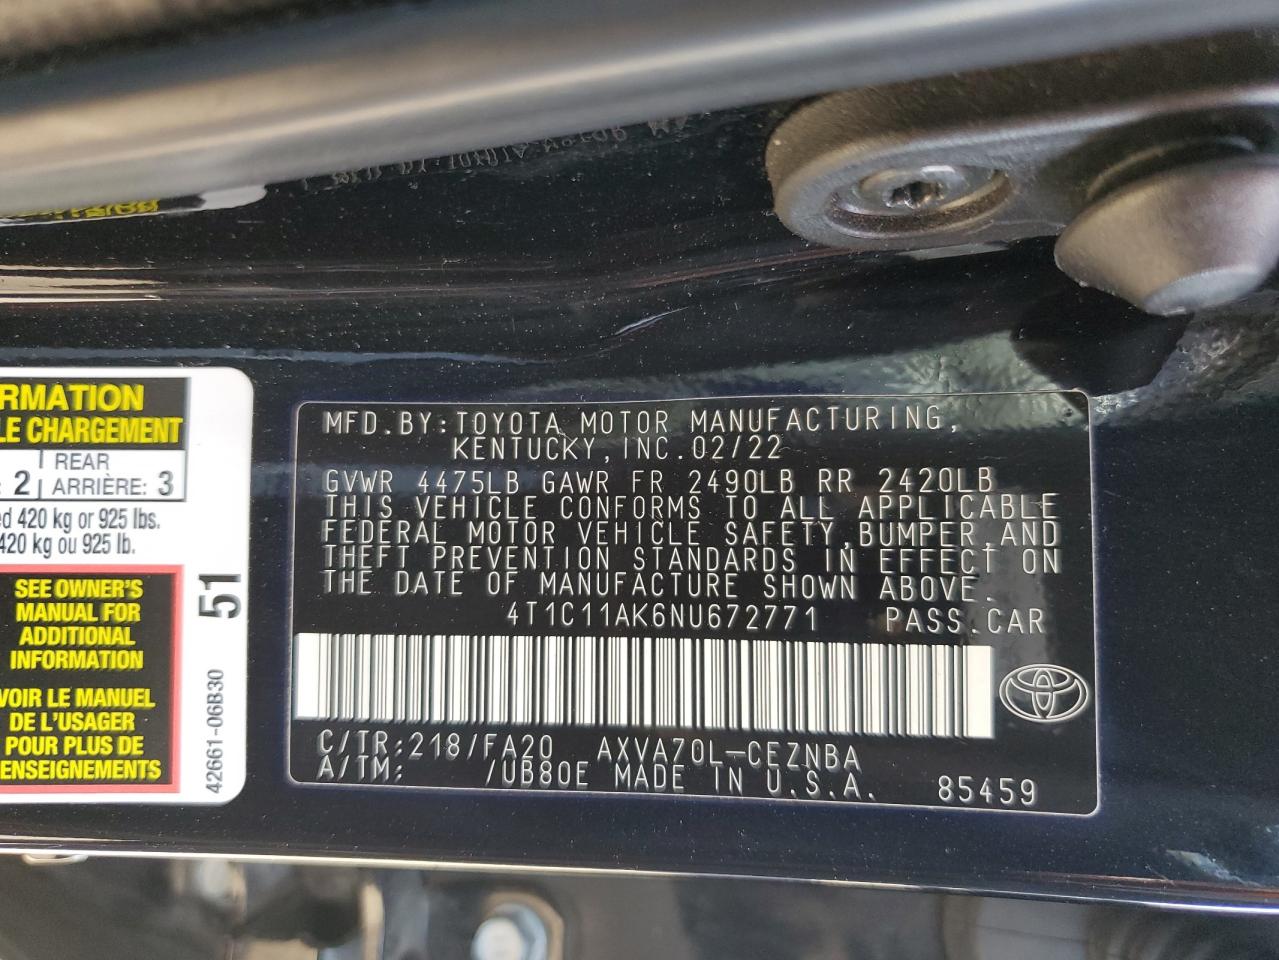 RMATION
LE CHARGEMENT
2 REAR
ARRIÈRE: 3
ed 420 kg or 925 lbs.
420 kg ou 925 lb.
SEE OWNER'S
MANUAL FOR
ADDITIONAL
INFORMATION
VOIR LE MANUEL
DE L'USAGER
POUR PLUS DE
ENSEIGNEMENTS
51
42661-06B30
MFD.BY:TOYOTA MOTOR MANUFACTURING,
KENTUCKY,INC.02/22
GVWR 4475LB GAWR FR 2490LB RR 2420LB
THIS VEHICLE CONFORMS TO ALL APPLICABLE
FEDERAL MOTOR VEHICLE SAFETY,BUMPER,AND
THEFT PREVENTION STANDARDS IN EFFECT ON
THE DATE OF MANUFACTURE SHOWN ABOVE.
4T1C11AK6NU672771 PASS.CAR
C/TR:218/FA20 AXVA70L-CEZNBA
A/TM: /UB80E MADE IN U.S.A. 85459